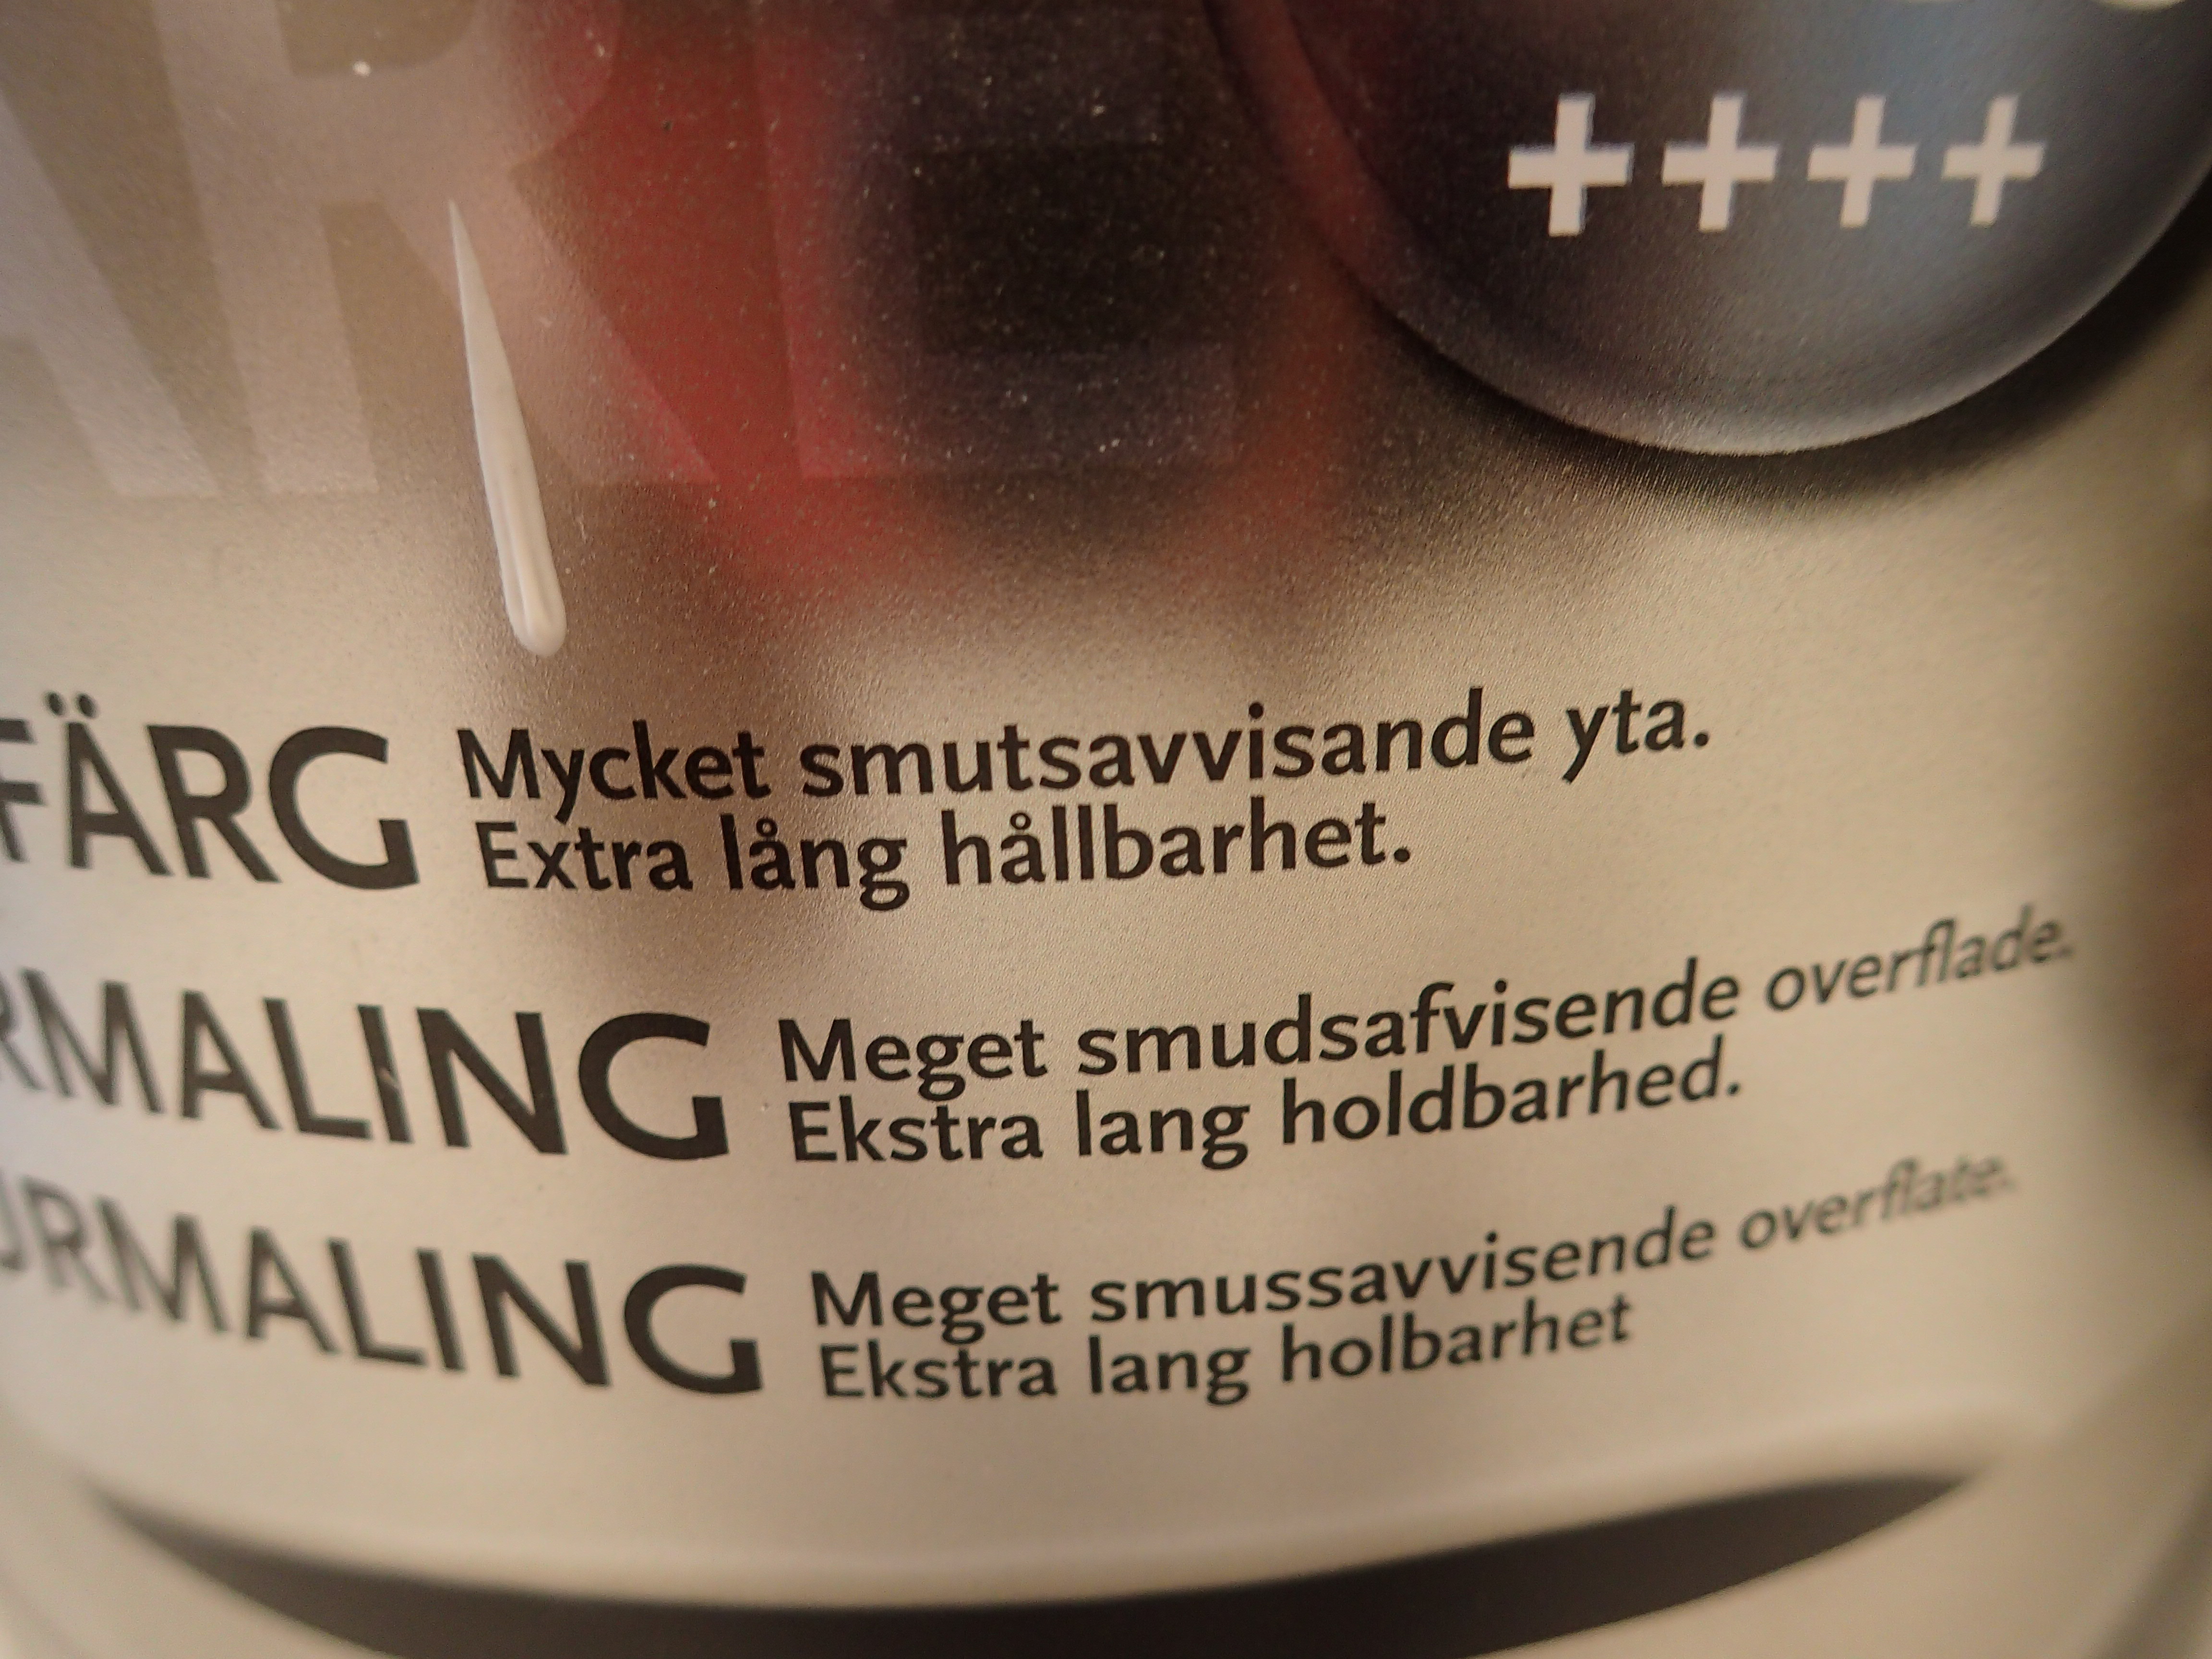 ++++
FÄRG Mycket smutsavvisande yta.
Extra lång hållbarhet.
RMALING Meget smudsafvisende overflade.
Ekstra lang holdbarhed.
URMALING Meget smussavvisende overflate.
Ekstra lang holbarhet